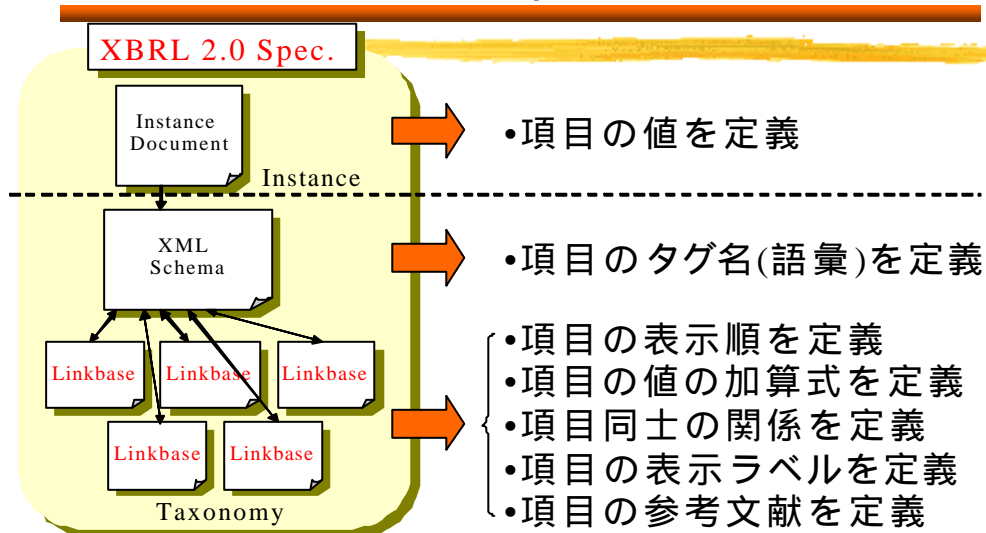 XBRL 2.0 Spec.
Instance
Document
•項目の値を定義
Instance
XML
Schema
•項目のタグ名(語彙)を定義
Linkbase
Linkbase
Linkbase
Linkbase
Linkbase
•項目の表示順を定義
•項目の値の加算式を定義
•項目同士の関係を定義
•項目の表示ラベルを定義
•項目の参考文献を定義
Taxonomy